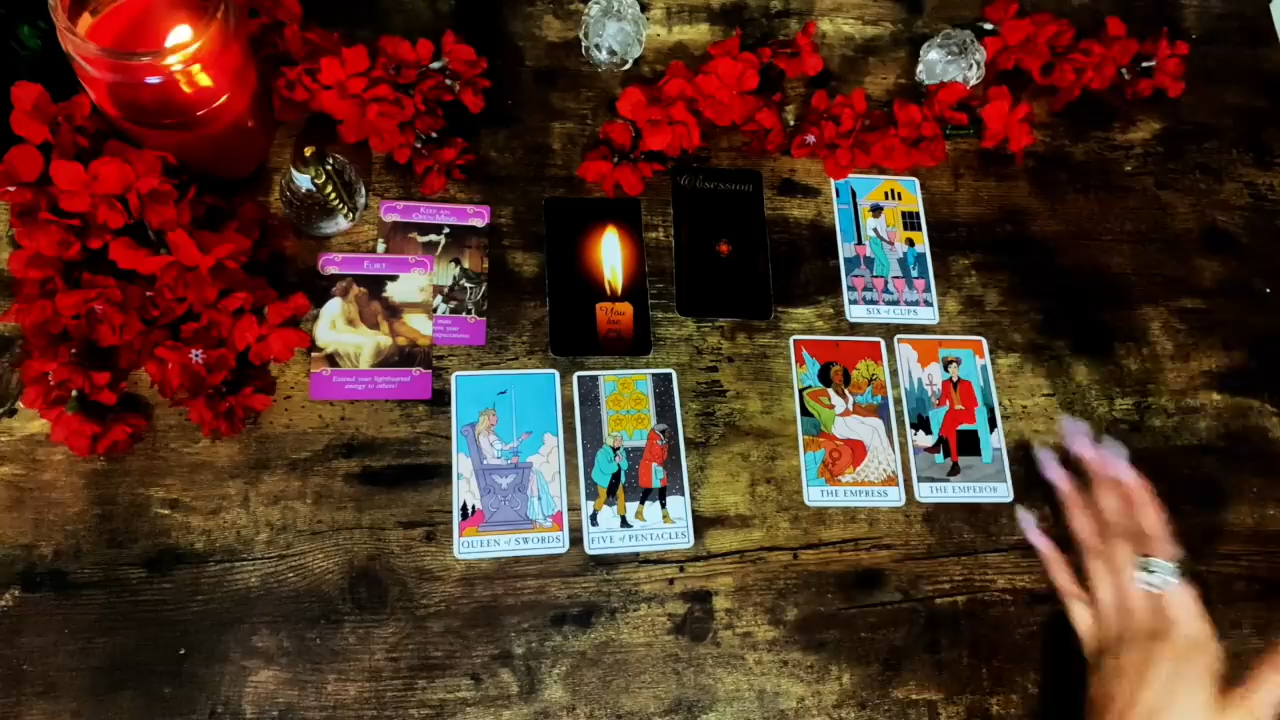 KEEP AN
OPEN MIND
expectations
FLIRT
Extend your lighthearted
energy to others!
You
are
Obsession
SIX of CUPS
QUEEN of SWORDS
FIVE of PENTACLES
THE EMPRESS
THE EMPEROR